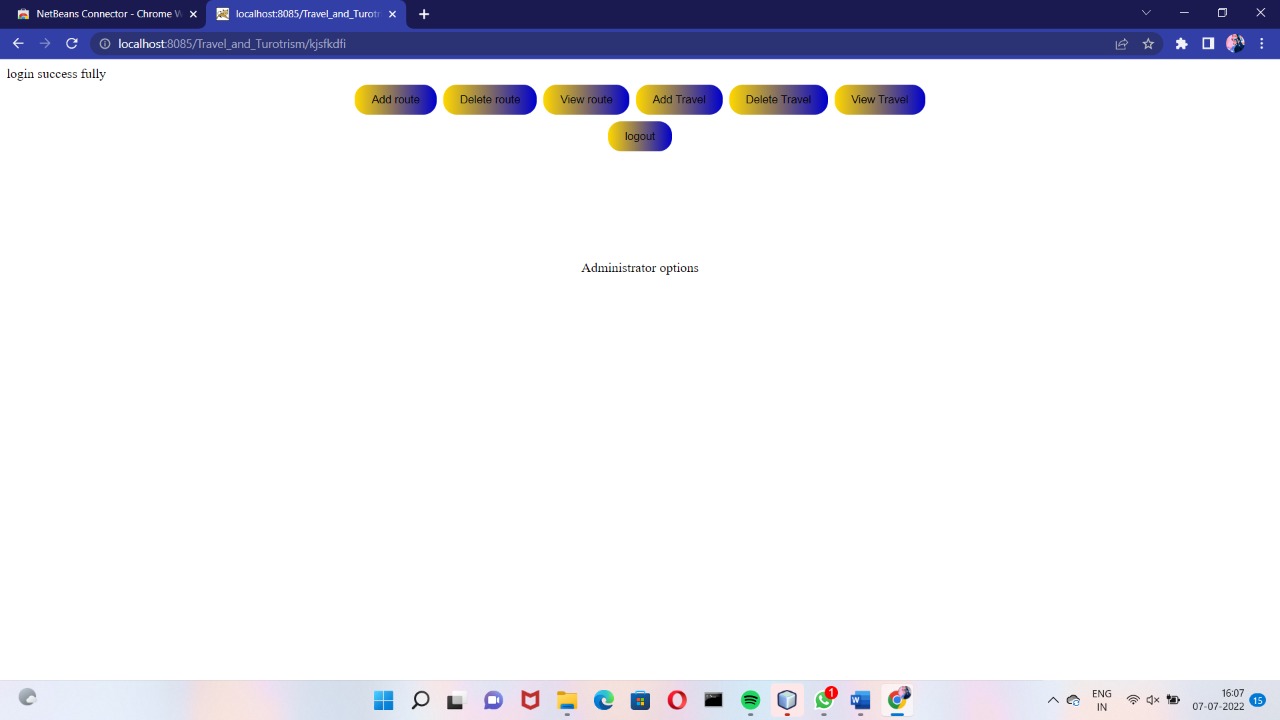 NetBeans Connector - Chrome W
localhost:8085/Travel_and_Turotri
localhost:8085/Travel_and_Turotrism/kjsfkdfi
login success fully
Add route Delete route View route Add Travel Delete Travel View Travel
logout
Administrator options
1
ENG
IN
16:07
07-07-2022
15